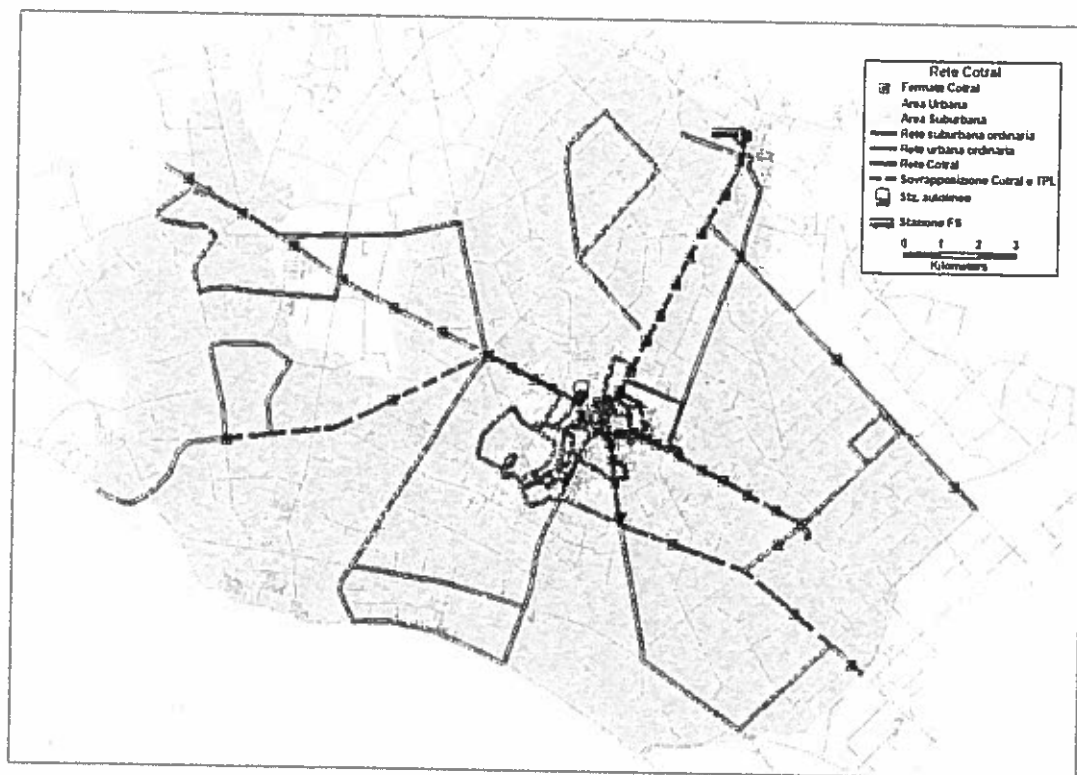 Rete Cotral
Fermate Cotral
Area Urbana
Area Suburbana
Rete suburbana ordinaria
Rete urbana ordinaria
Rete Cotral
Sovrapposizione Cotral e TPL
Stz. autolinee
Stazione FS
0 1 2 3
Kilometers